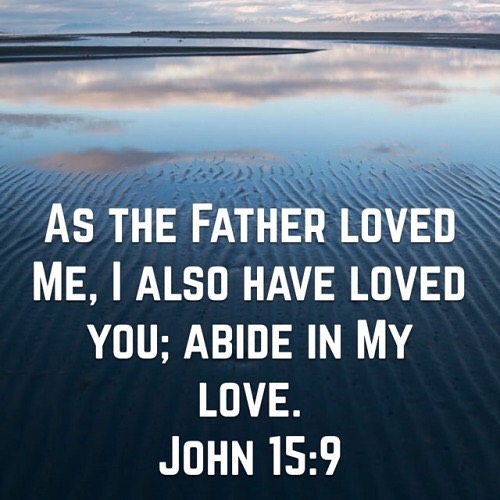 As the Father loved
Me, I also have loved
you; abide in My
love.
John 15:9